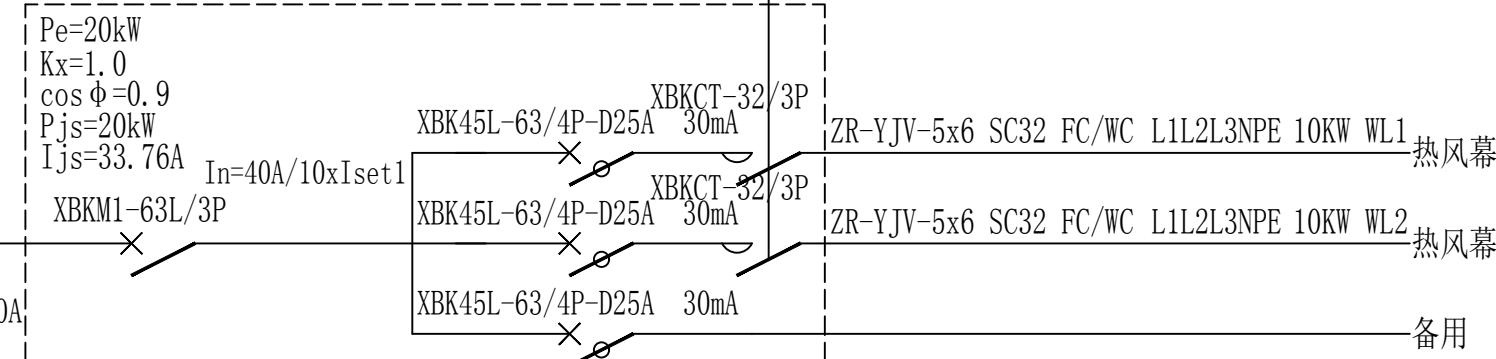 Pe=20kW
Kx=1.0
cosϕ=0.9
Pjs=20kW
Ijs=33.76A
In=40A/10xIset1
XBKM1-63L/3P
XBK45L-63/4P-D25A 30mA
XBKCT-32/3P
ZR-YJV-5x6 SC32 FC/WC L1L2L3NPE 10KW WL1
热风幕
XBK45L-63/4P-D25A 30mA
XBKCT-32/3P
ZR-YJV-5x6 SC32 FC/WC L1L2L3NPE 10KW WL2
热风幕
XBK45L-63/4P-D25A 30mA
备用
0A